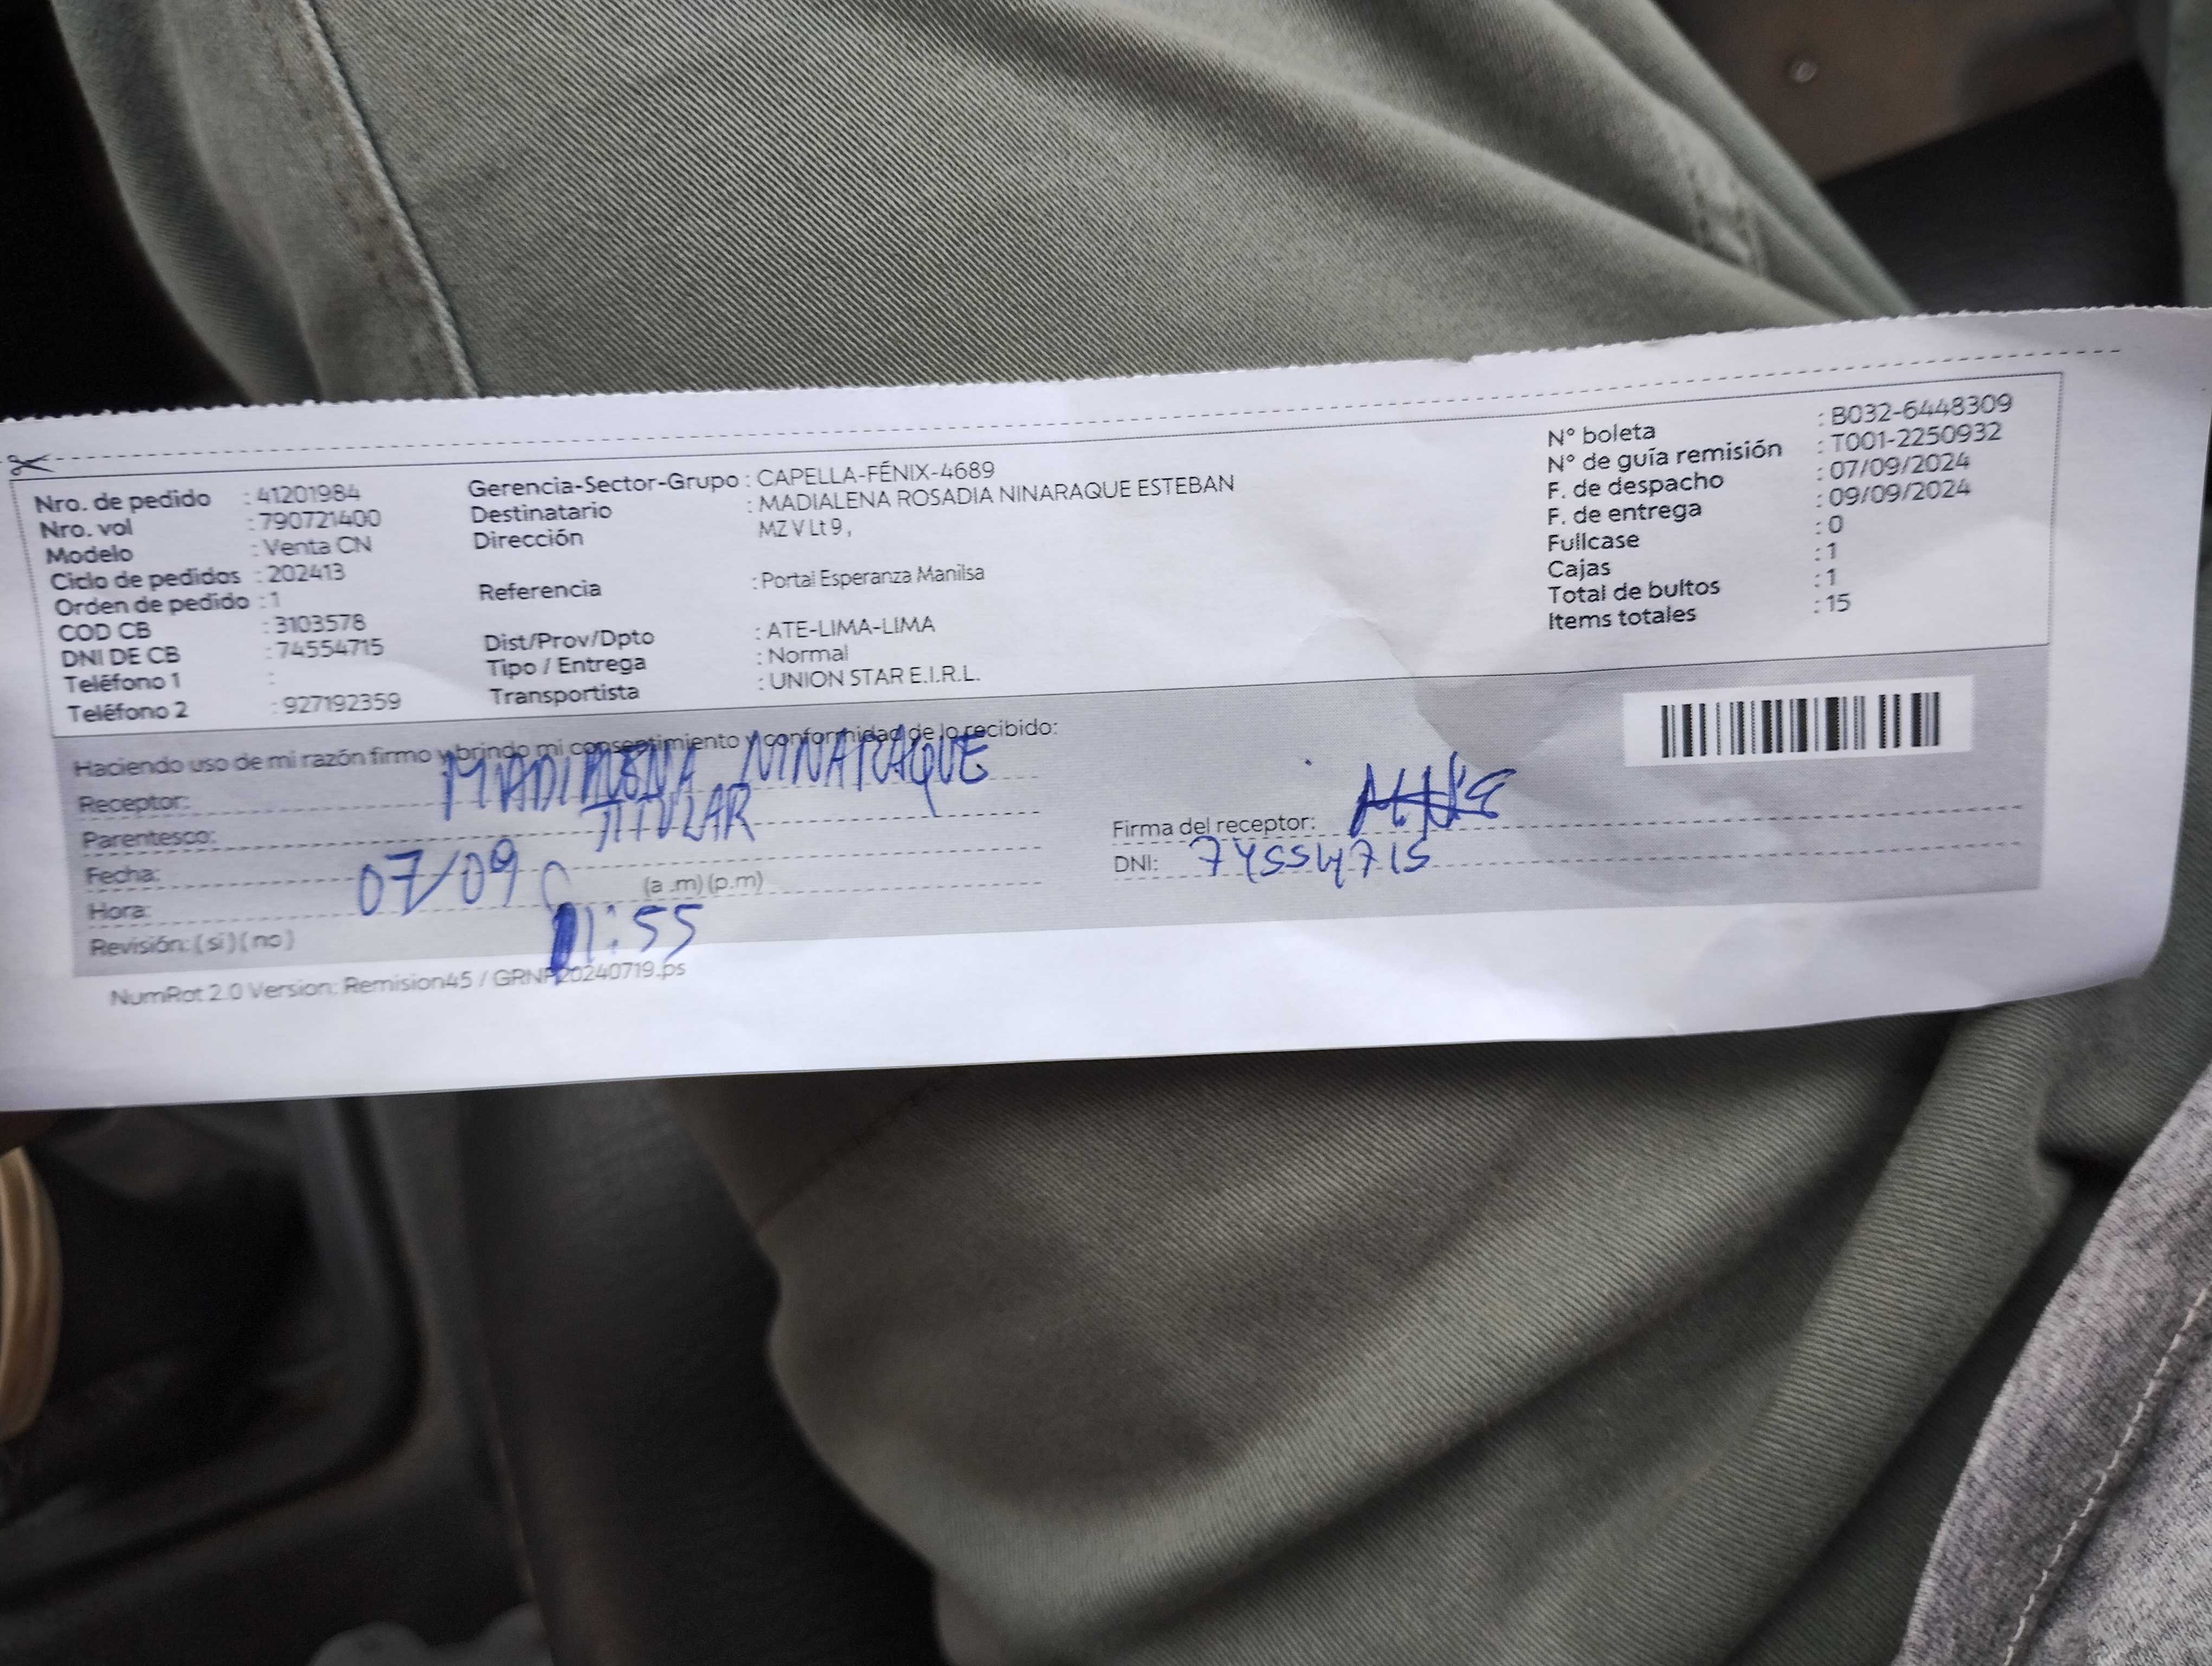 Nro. de pedido : 41201984
Nro. vol : 790721400
Modelo : Venta CN
Ciclo de pedidos : 202413
Orden de pedido : 1
COD CB : 3103578
DNI DE CB : 74554715
Teléfono 1 :
Teléfono 2 : 927192359
Gerencia-Sector-Grupo : CAPELLA-FÉNIX-4689
Destinatario : MADIALENA ROSADIA NINARAQUE ESTEBAN
Dirección MZ V Lt 9,
Referencia : Portal Esperanza Manilsa
Dist/Prov/Dpto : ATE-LIMA-LIMA
Tipo / Entrega : Normal
Transportista : UNION STAR E.I.R.L.
N° boleta : B032-6448309
N° de guía remisión : T001-2250932
F. de despacho : 07/09/2024
F. de entrega : 09/09/2024
Fullcase : 0
Cajas : 1
Total de bultos : 1
Items totales : 15
Haciendo uso de mi razón firmo y brindo mi consentimiento y conformidad de lo recibido:
Receptor: MADIALENA NINARAQUE
Parentesco: TITULAR
Fecha: 07/09
Hora: (a .m) (p.m)
11:55
Revisión: ( si ) ( no )
Firma del receptor:
DNI: 74554715
NumRot 2.0 Version: Remision45 / GRNP20240719.ps